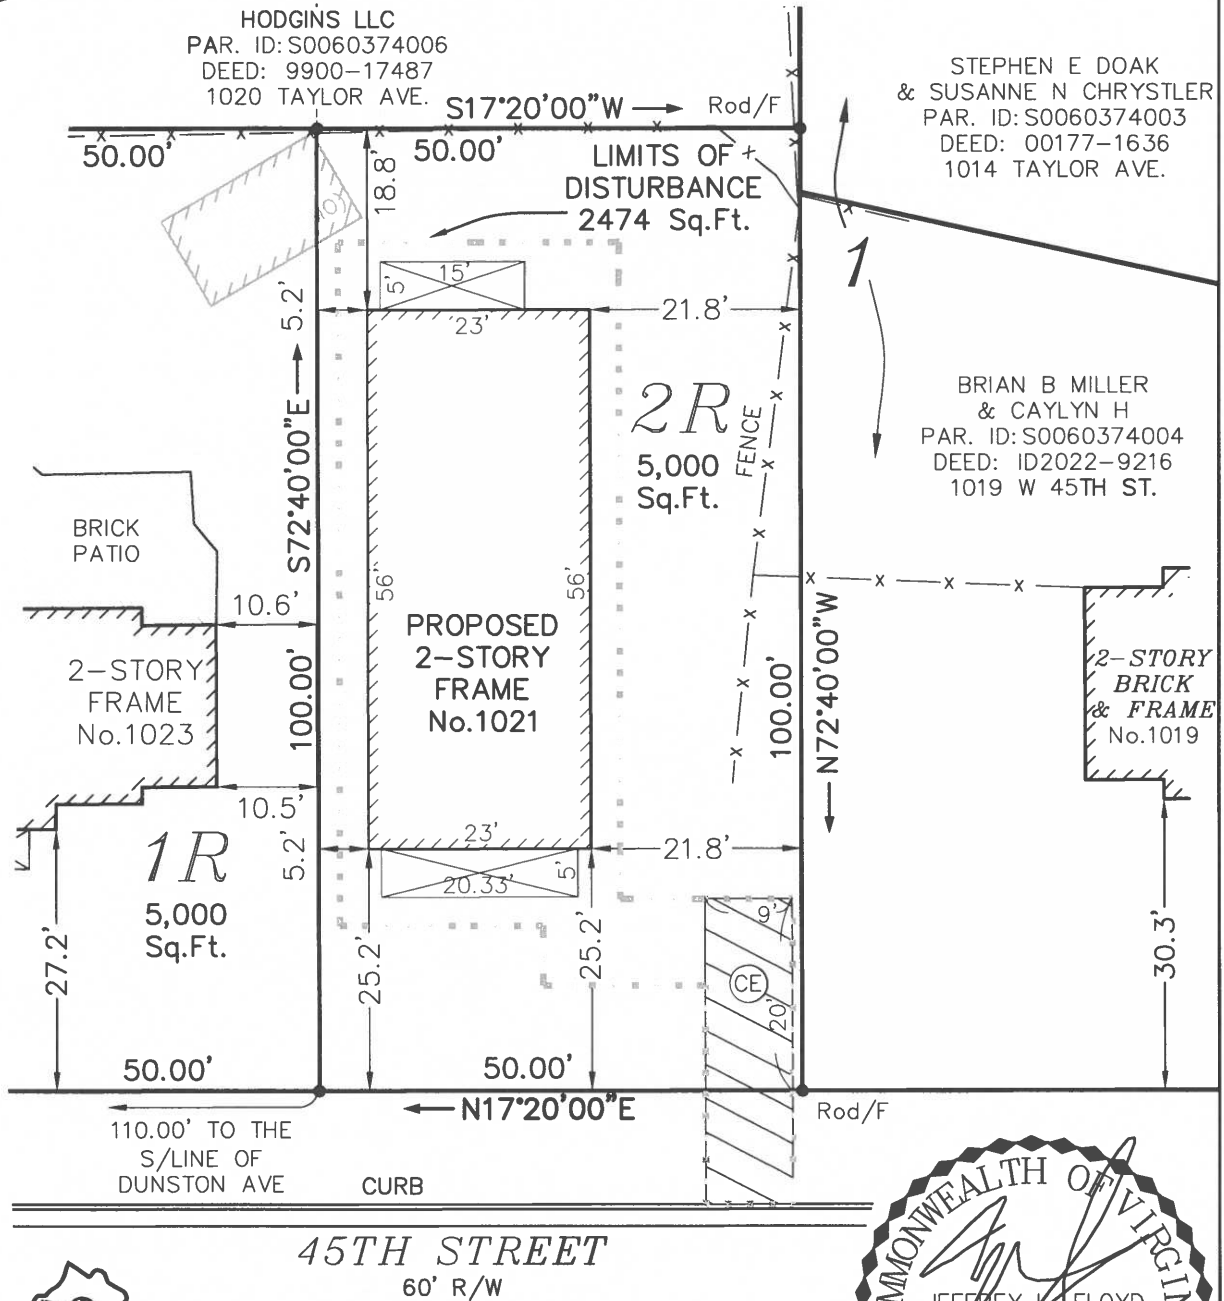 HODGINS LLC
PAR. ID: S0060374006
DEED: 9900-17487
1020 TAYLOR AVE.
STEPHEN E DOAK
& SUSANNE N CHRYSTLER
PAR. ID: S0060374003
DEED: 00177-1636
1014 TAYLOR AVE.
S17°20'00"W
Rod/F
50.00'
50.00'
18.8'
LIMITS OF
DISTURBANCE
2474 Sq.Ft.
10'
1
15'
5'
5.2'
23'
21.8'
S72°40'00"E
100.00'
2R
5,000
Sq.Ft.
FENCE
BRIAN B MILLER
& CAYLYN H
PAR. ID: S0060374004
DEED: ID2022-9216
1019 W 45TH ST.
BRICK
PATIO
10.6'
2-STORY
FRAME
No.1023
10.5'
56'
56'
PROPOSED
2-STORY
FRAME
No.1021
100.00'
N72°40'00"W
2-STORY
BRICK
& FRAME
No.1019
1R
5,000
Sq.Ft.
5.2'
23'
21.8'
20.33'
5'
27.2'
25.2'
25.2'
9'
CE
20'
30.3'
50.00'
50.00'
N17°20'00"E
Rod/F
110.00' TO THE
S/LINE OF
DUNSTON AVE
CURB
45TH STREET
60' R/W
MMONWEALTH OF VIRGIN